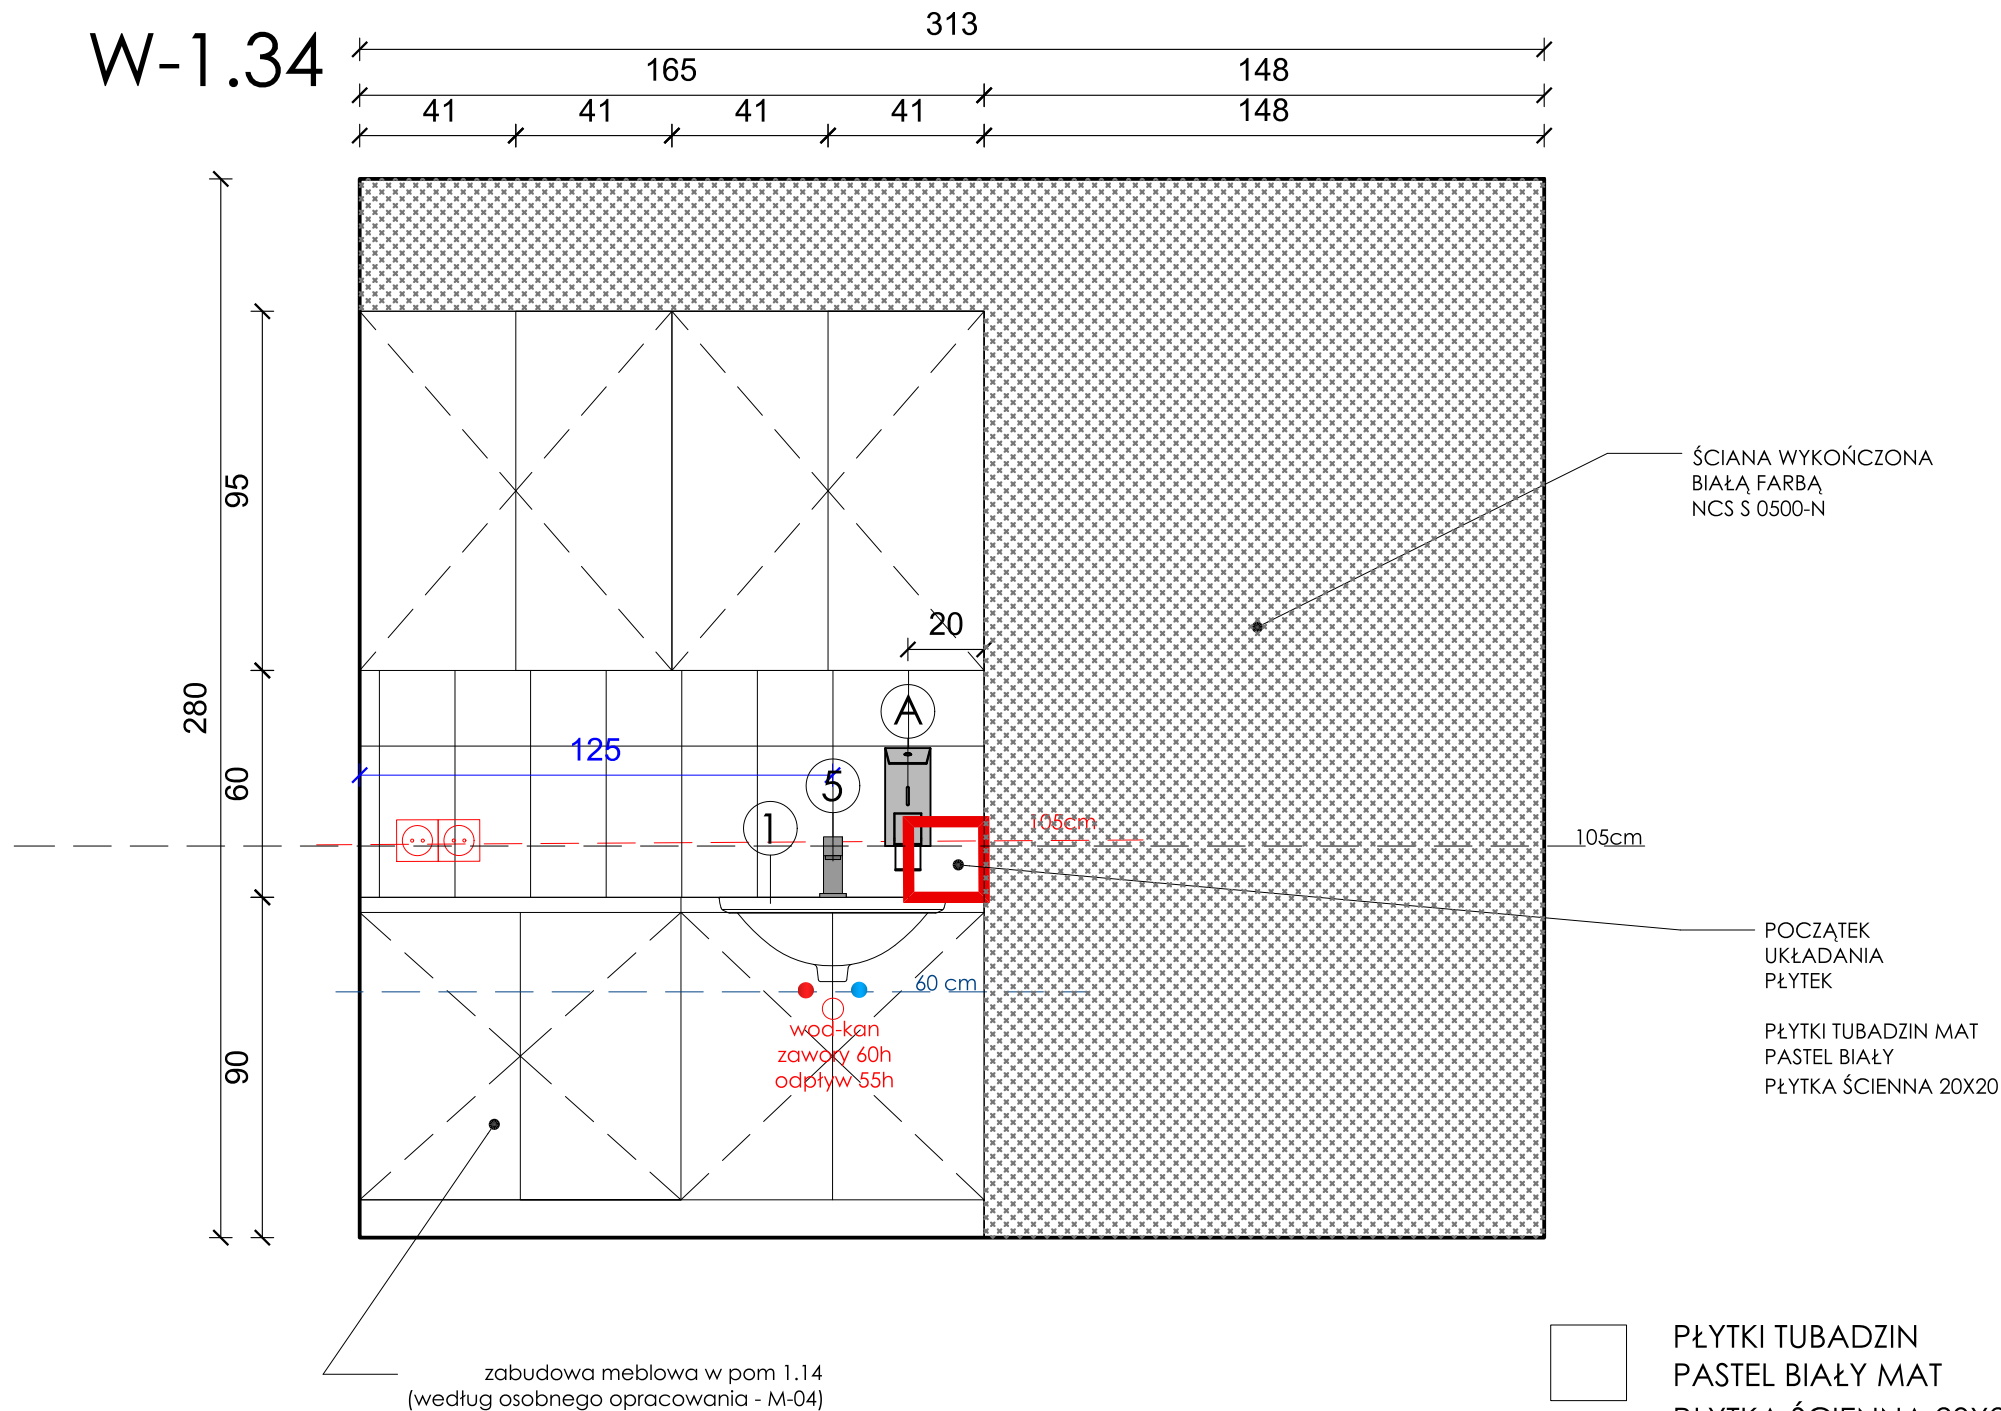 W-1.34
313
165
148
41
41
41
41
148
95
280
60
90
20
A
125
5
1
105cm
105cm
60 cm
wod-kan
zawory 60h
odpływ 55h
ŚCIANA WYKOŃCZONA
BIAŁĄ FARBĄ
NCS S 0500-N
POCZĄTEK
UKŁADANIA
PŁYTEK
PŁYTKI TUBADZIN MAT
PASTEL BIAŁY
PŁYTKA ŚCIENNA 20X20
zabudowa meblowa w pom 1.14
(według osobnego opracowania - M-04)
PŁYTKI TUBADZIN
PASTEL BIAŁY MAT
PŁYTKA ŚCIENNA